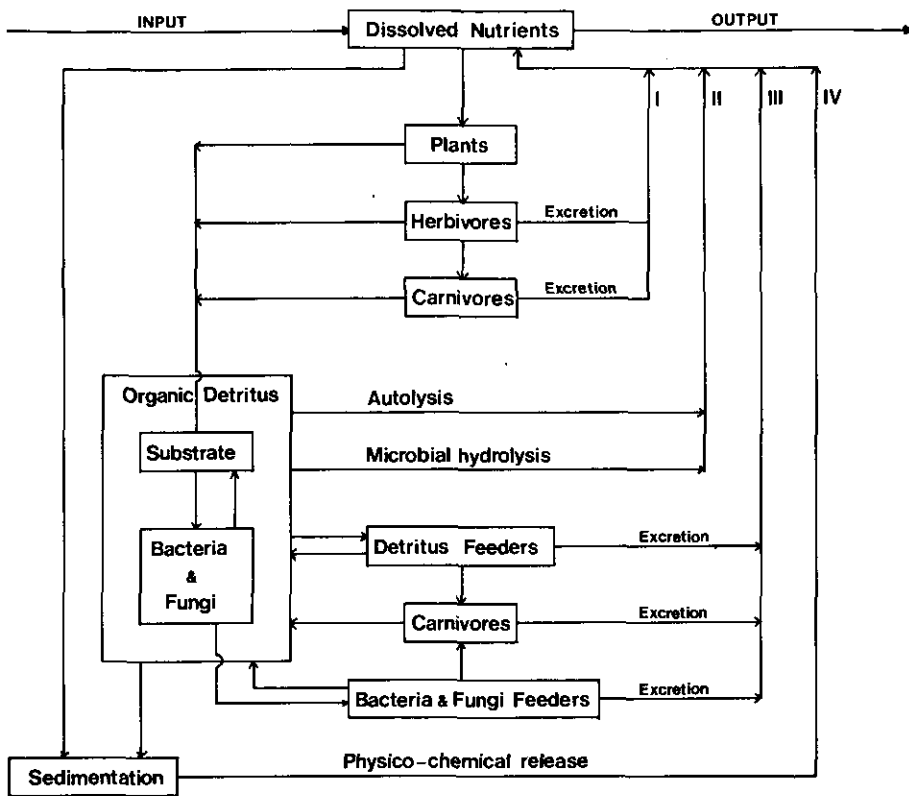 INPUT
OUTPUT
Dissolved Nutrients
I
II
III
IV
Plants
Herbivores
Excretion
Carnivores
Excretion
Organic Detritus
Autolysis
Substrate
Microbial hydrolysis
Bacteria
&
Fungi
Detritus Feeders
Excretion
Carnivores
Excretion
Bacteria & Fungi Feeders
Excretion
Physico-chemical release
Sedimentation